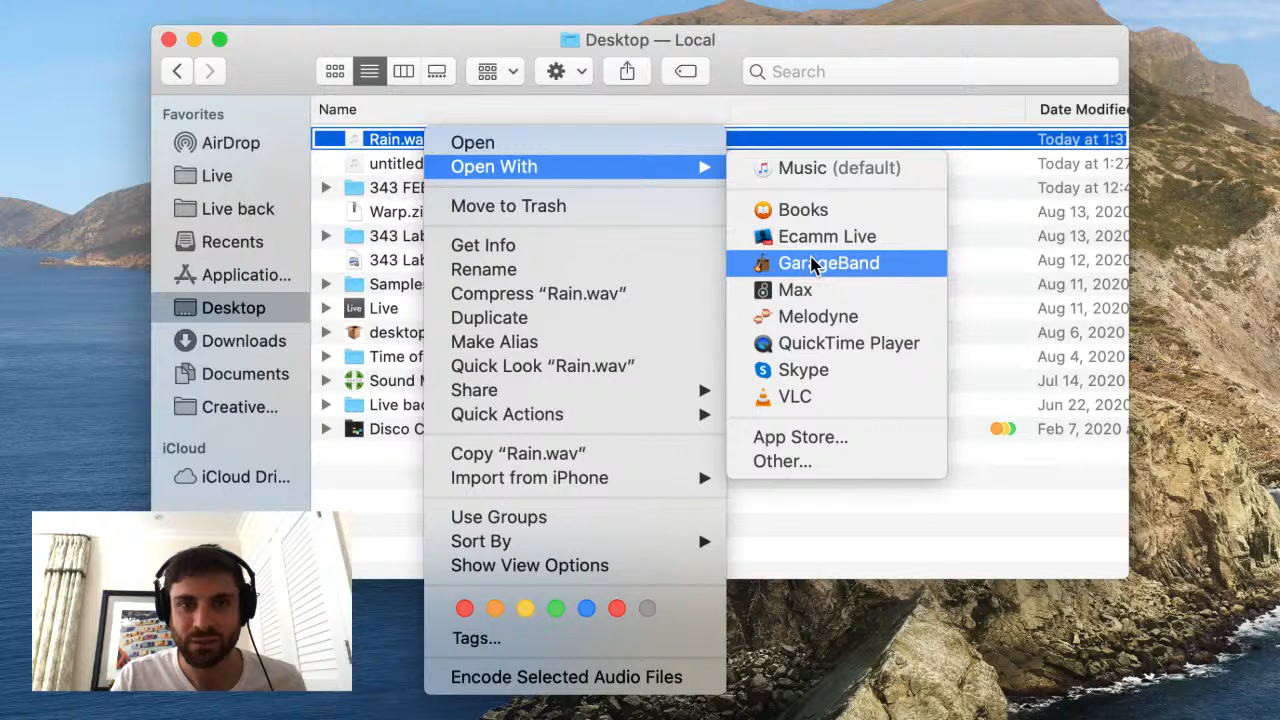 Desktop — Local
Search
Favorites
AirDrop
Live
Live back
Recents
Applicatio...
Desktop
Downloads
Documents
Creative...
iCloud
iCloud Dri...
Name
Date Modified
Rain.wa
Today at 1:3
untitled
Today at 1:27
343 FE
Today at 12:4
Warp.zi
Aug 13, 2020
343 Lab
Aug 13, 2020
343 Lab
Aug 12, 2020
Samples
Aug 11, 2020
Live
Aug 11, 2020
desktop
Aug 6, 2020
Time of
Aug 4, 2020
Sound M
Jul 14, 2020
Live bac
Jun 22, 2020
Disco C
Feb 7, 2020
Open
Open With
Move to Trash
Get Info
Rename
Compress “Rain.wav”
Duplicate
Make Alias
Quick Look “Rain.wav”
Share
Quick Actions
Copy “Rain.wav”
Import from iPhone
Use Groups
Sort By
Show View Options
Tags...
Encode Selected Audio Files
Music (default)
Books
Ecamm Live
GarageBand
Max
Melodyne
QuickTime Player
Skype
VLC
App Store...
Other...